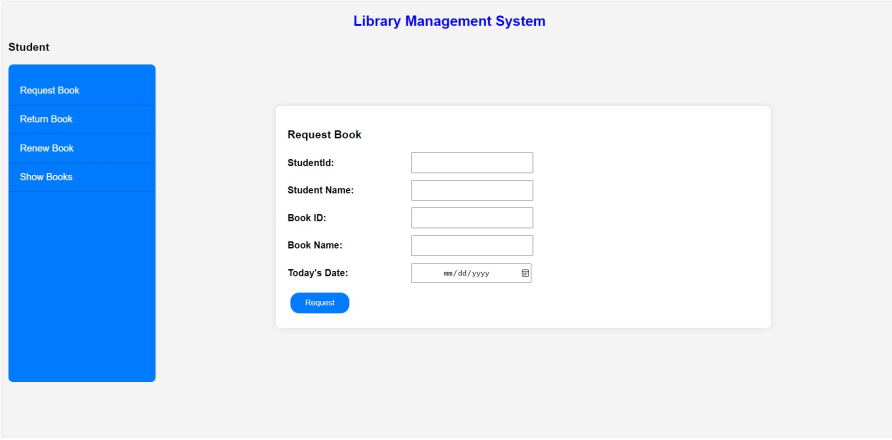 Library Management System
Student
Request Book
Return Book
Renew Book
Show Books
Request Book
StudentId:
Student Name:
Book ID:
Book Name:
Today's Date: mm/dd/yyyy
Request